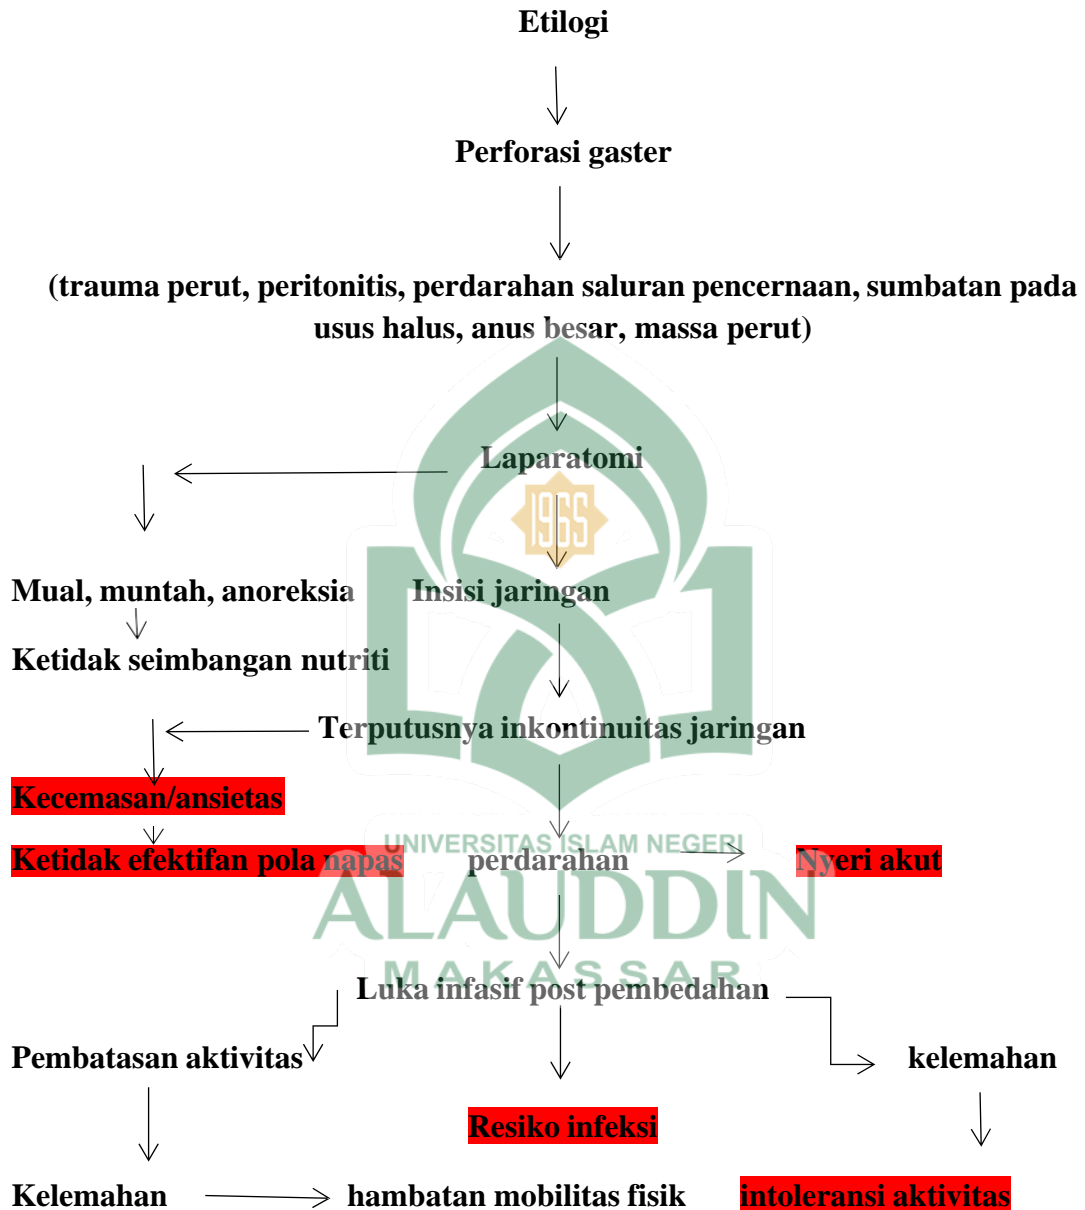 Etilogi
Perforasi gaster
(trauma perut, peritonitis, perdarahan saluran pencernaan, sumbatan pada
usus halus, anus besar, massa perut)
Laparatomi
1965
Mual, muntah, anoreksia
Insisi jaringan
Ketidak seimbangan nutriti
Terputusnya inkontinuitas jaringan
Kecemasan/ansietas
UNIVERSITAS ISLAM NEGERI
Ketidak efektifan pola napas
perdarahan
Nyeri akut
ALAUDDIN
MAKASSAR
Luka infasif post pembedahan
Pembatasan aktivitas
kelemahan
Resiko infeksi
Kelemahan
hambatan mobilitas fisik
intoleransi aktivitas